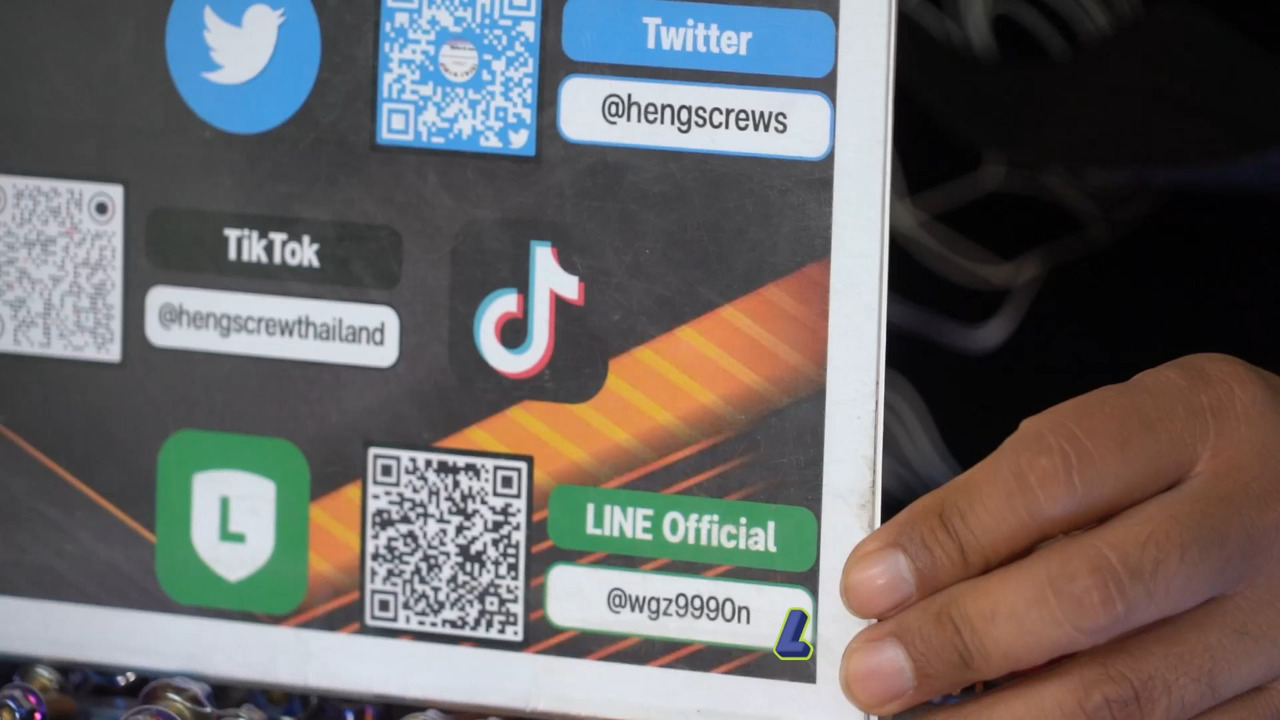 Twitter
@hengscrews
TikTok
@hengscrewthailand
L
LINE Official
@wgz9990n
L